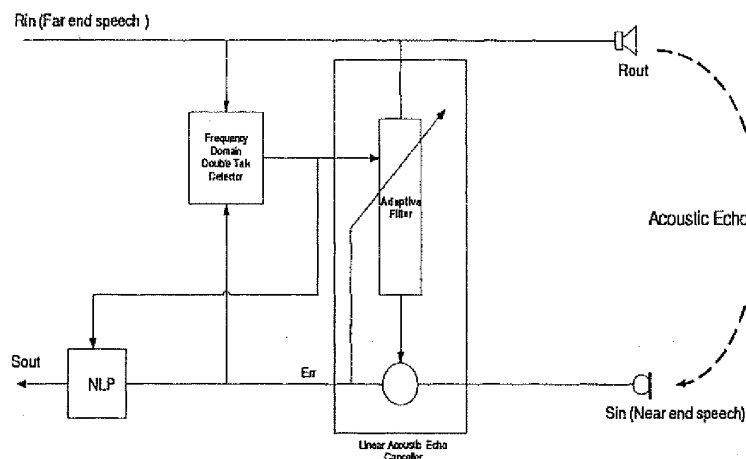 Rin (Far end speech )
Rout
Frequency
Domain
Double Talk
Detector
Adaptive
Filter
Acoustic Echo
Sout
NLP
Err
Sin (Near end speech)
Linear Acoustic Echo
Canceller